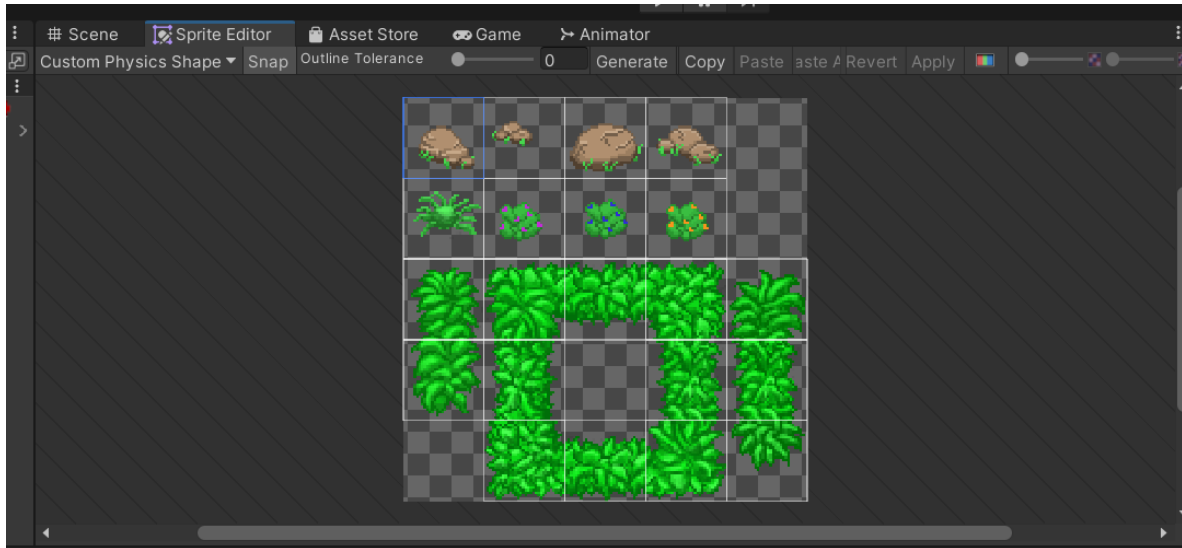 Scene Sprite Editor Asset Store Game Animator
Custom Physics Shape Snap Outline Tolerance 0 Generate Copy Paste aste A Revert Apply